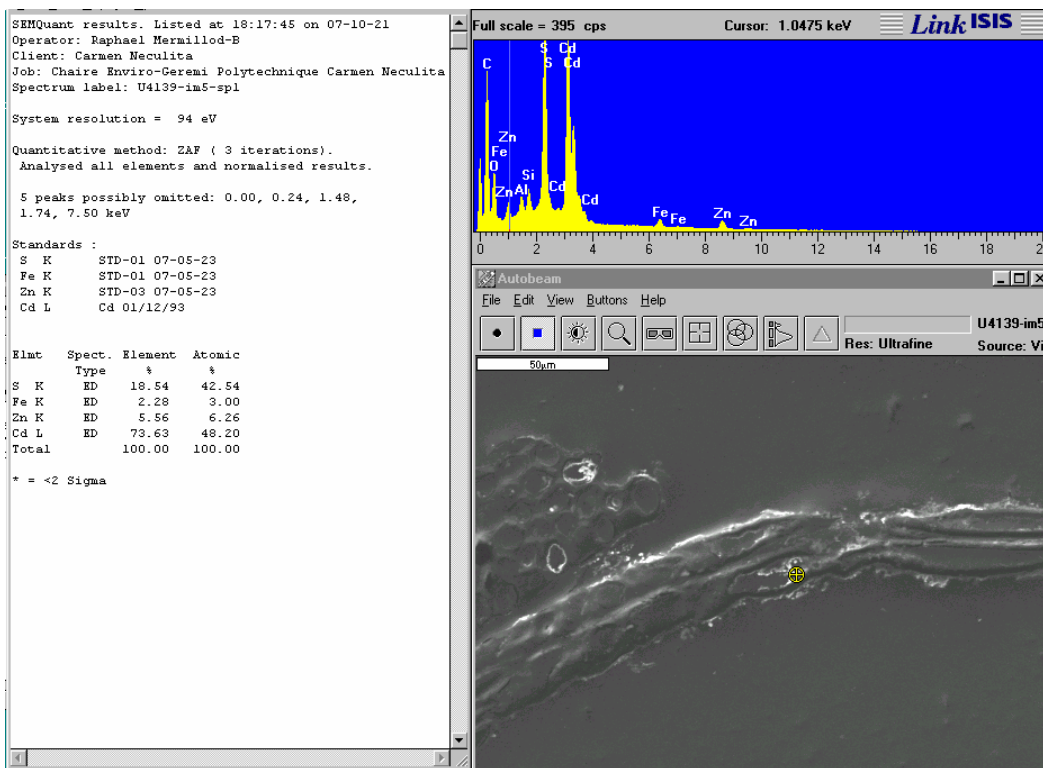 SEMQuant results. Listed at 18:17:45 on 07-10-21
Operator: Raphael Mermillod-B
Client: Carmen Neculita
Job: Chaire Enviro-Geremi Polytechnique Carmen Neculita
Spectrum label: U4139-im5-sp1
System resolution = 94 eV
Quantitative method: ZAF ( 3 iterations).
Analysed all elements and normalised results.
5 peaks possibly omitted: 0.00, 0.24, 1.48,
1.74, 7.50 keV
Standards :
S K STD-01 07-05-23
Fe K STD-01 07-05-23
Zn K STD-03 07-05-23
Cd L Cd 01/12/93
Elmt Spect. Element Atomic
Type % %
S K ED 18.54 42.54
Fe K ED 2.28 3.00
Zn K ED 5.56 6.26
Cd L ED 73.63 48.20
Total 100.00 100.00
* = <2 Sigma
Full scale = 395 cps Cursor: 1.0475 keV Link ISIS
S Cd
C S Cd
Zn
Fe
O Si
Zn Al Cd
Cd
Fe Fe Zn Zn
0 2 4 6 8 10 12 14 16 18
Autobeam
File Edit View Buttons Help
U4139-im5
Res: Ultrafine Source: Vi
50µm